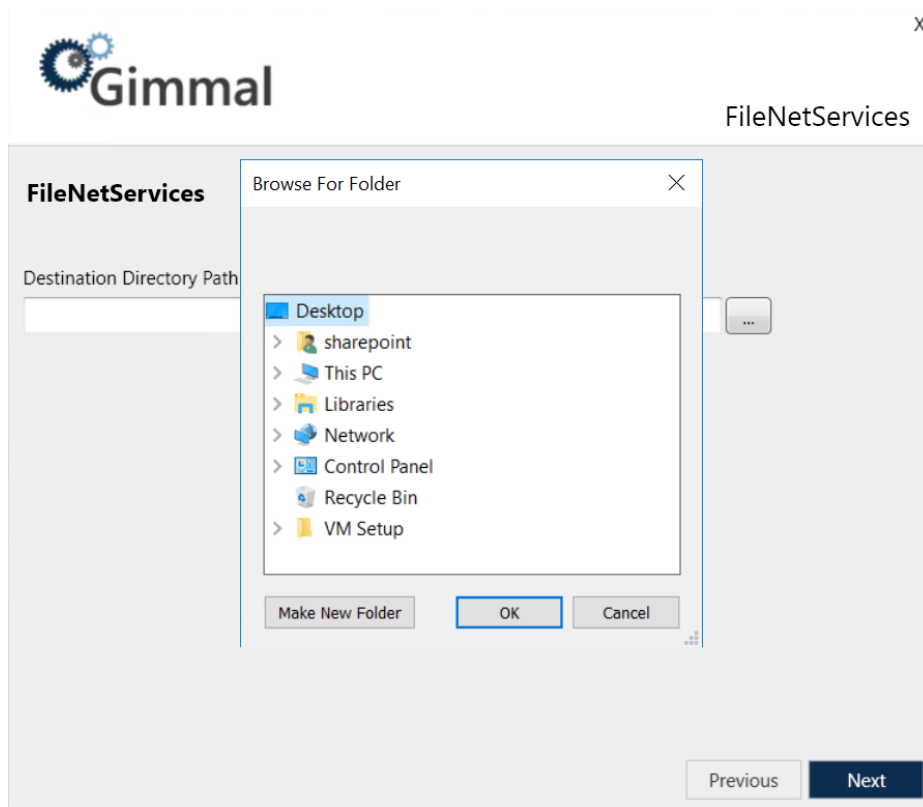 X
Gimmal
FileNetServices
FileNetServices
Browse For Folder
Destination Directory Path
...
Desktop
sharepoint
This PC
Libraries
Network
Control Panel
Recycle Bin
VM Setup
Make New Folder OK Cancel
Previous Next